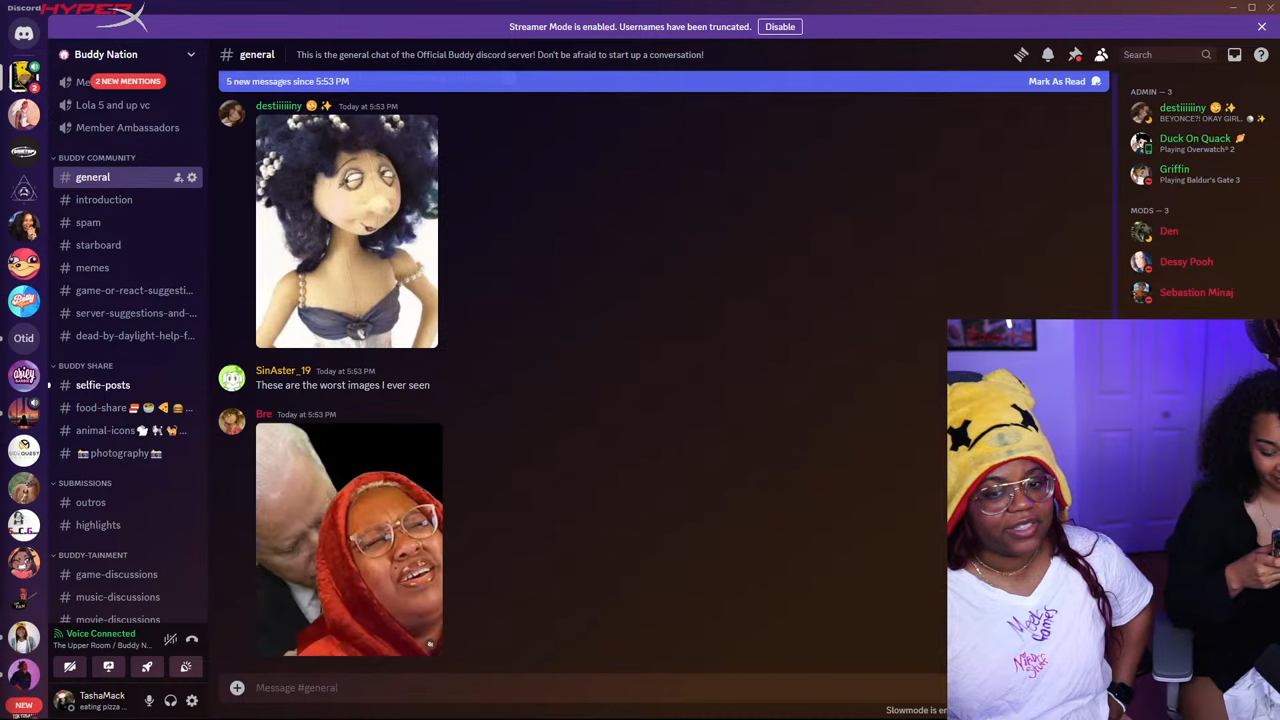 Discord
HYPERX
Streamer Mode is enabled. Usernames have been truncated.
Disable
Buddy Nation
2 NEW MENTIONS
Lola 5 and up vc
Member Ambassadors
BUDDY COMMUNITY
general
introduction
spam
starboard
memes
game-or-react-suggesti...
server-suggestions-and-...
dead-by-daylight-help-f...
BUDDY SHARE
selfie-posts
food-share
animal-icons
photography
SUBMISSIONS
outros
highlights
BUDDY-TAINMENT
game-discussions
music-discussions
movie-discussions
Voice Connected
The Upper Room / Buddy N...
TashaMack
eating pizza ...
Otid
NEW
general
This is the general chat of the Official Buddy discord server! Don't be afraid to start up a conversation!
Search
5 new messages since 5:53 PM
Mark As Read
destiiiiiiny Today at 5:53 PM
SinAster_19 Today at 5:53 PM
These are the worst images I ever seen
Bre Today at 5:53 PM
Message #general
Slowmode is en
ADMIN — 3
destiiiiiiny
BEYONCE?! OKAY GIRL.
Duck On Quack
Playing Overwatch® 2
Griffin
Playing Baldur's Gate 3
MODS — 3
Den
Dessy Pooh
Sebastion Minaj